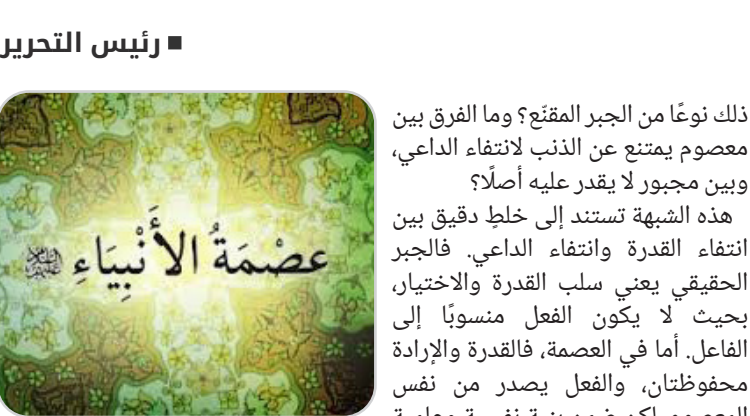 ■ رئيس التحرير
ذلك نوعًا من الجبر المقنّع؟ وما الفرق بين
معصوم يمتنع عن الذنب لانتفاء الداعي،
وبين مجبور لا يقدر عليه أصلًا؟
هذه الشبهة تستند إلى خلطٍ دقيق بين
انتفاء القدرة وانتفاء الداعي. فالجبر
الحقيقي يعني سلب القدرة والاختيار،
بحيث لا يكون الفعل منسوبًا إلى
الفاعل. أما في العصمة، فالقدرة والإرادة
محفوظتان، والفعل يصدر من نفس
عِصْمَةُ الأَنْبِيَاءِ